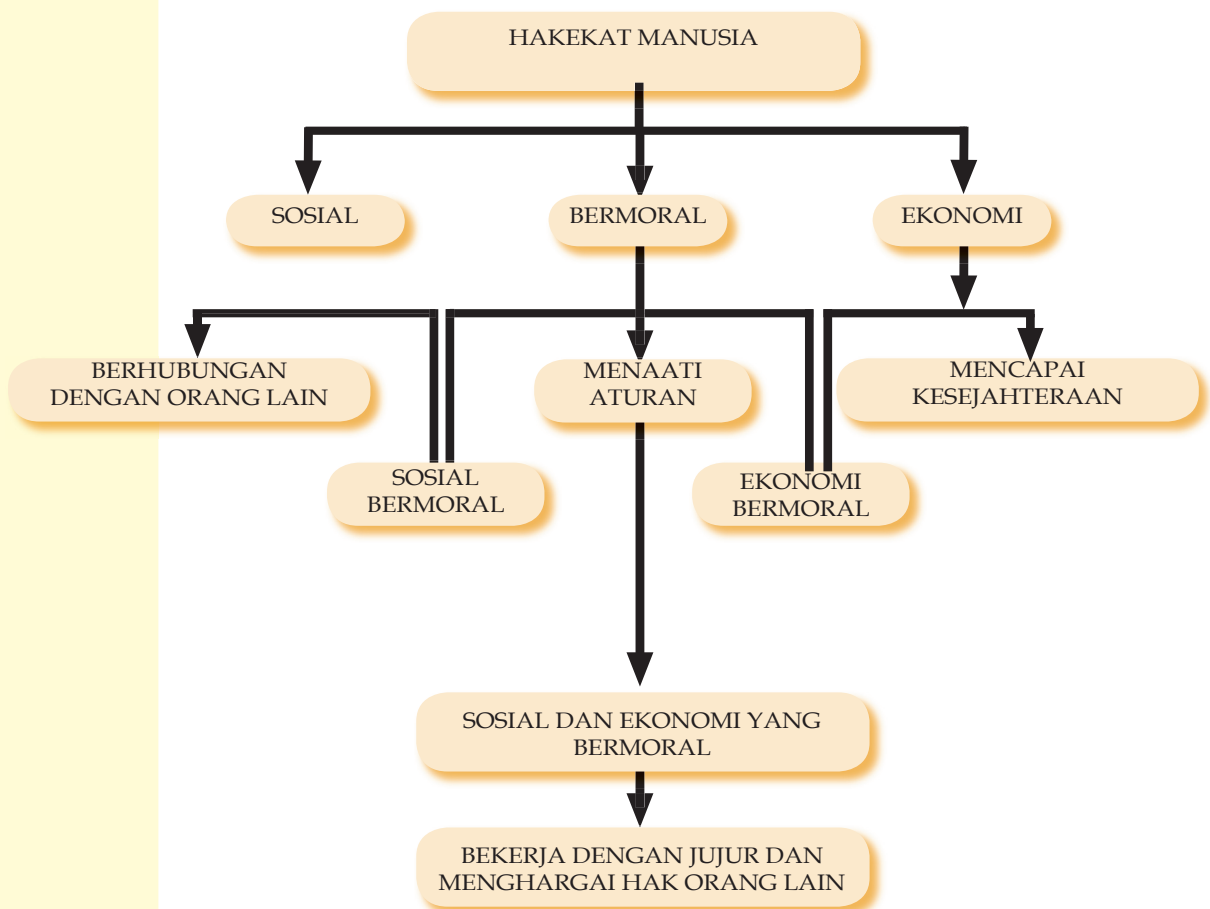 HAKEKAT MANUSIA
SOSIAL
BERMORAL
EKONOMI
BERHUBUNGAN
DENGAN ORANG LAIN
MENAATI
ATURAN
MENCAPAI
KESEJAHTERAAN
SOSIAL
BERMORAL
EKONOMI
BERMORAL
SOSIAL DAN EKONOMI YANG
BERMORAL
BEKERJA DENGAN JUJUR DAN
MENGHARGAI HAK ORANG LAIN